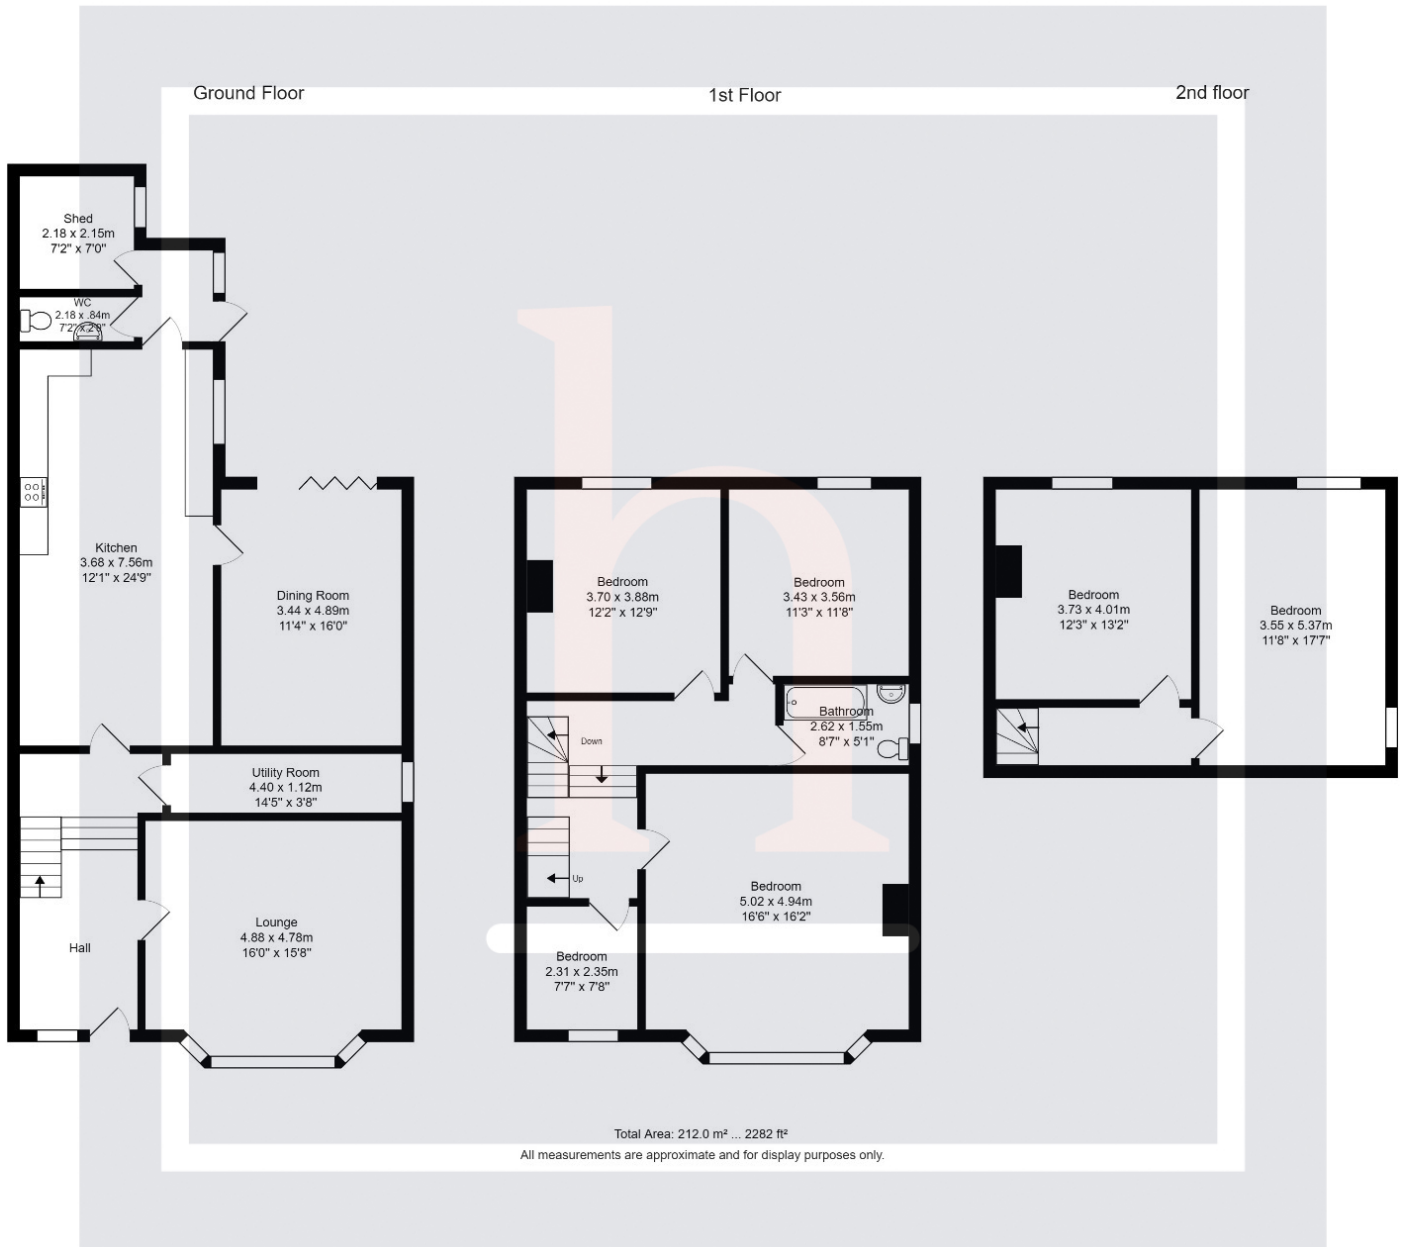 Ground Floor
1st Floor
2nd floor
Shed
2.18 x 2.15m
7'2" x 7'0"
WC
2.18 x .84m
7'2" x 2'9"
Kitchen
3.68 x 7.56m
12'1" x 24'9"
Dining Room
3.44 x 4.89m
11'4" x 16'0"
Utility Room
4.40 x 1.12m
14'5" x 3'8"
Lounge
4.88 x 4.78m
16'0" x 15'8"
Hall
Bedroom
3.70 x 3.88m
12'2" x 12'9"
Bedroom
3.43 x 3.56m
11'3" x 11'8"
Bathroom
2.62 x 1.55m
8'7" x 5'1"
Down
Up
Bedroom
5.02 x 4.94m
16'6" x 16'2"
Bedroom
2.31 x 2.35m
7'7" x 7'8"
Bedroom
3.73 x 4.01m
12'3" x 13'2"
Bedroom
3.55 x 5.37m
11'8" x 17'7"
h
Total Area: 212.0 m² ... 2282 ft²
All measurements are approximate and for display purposes only.